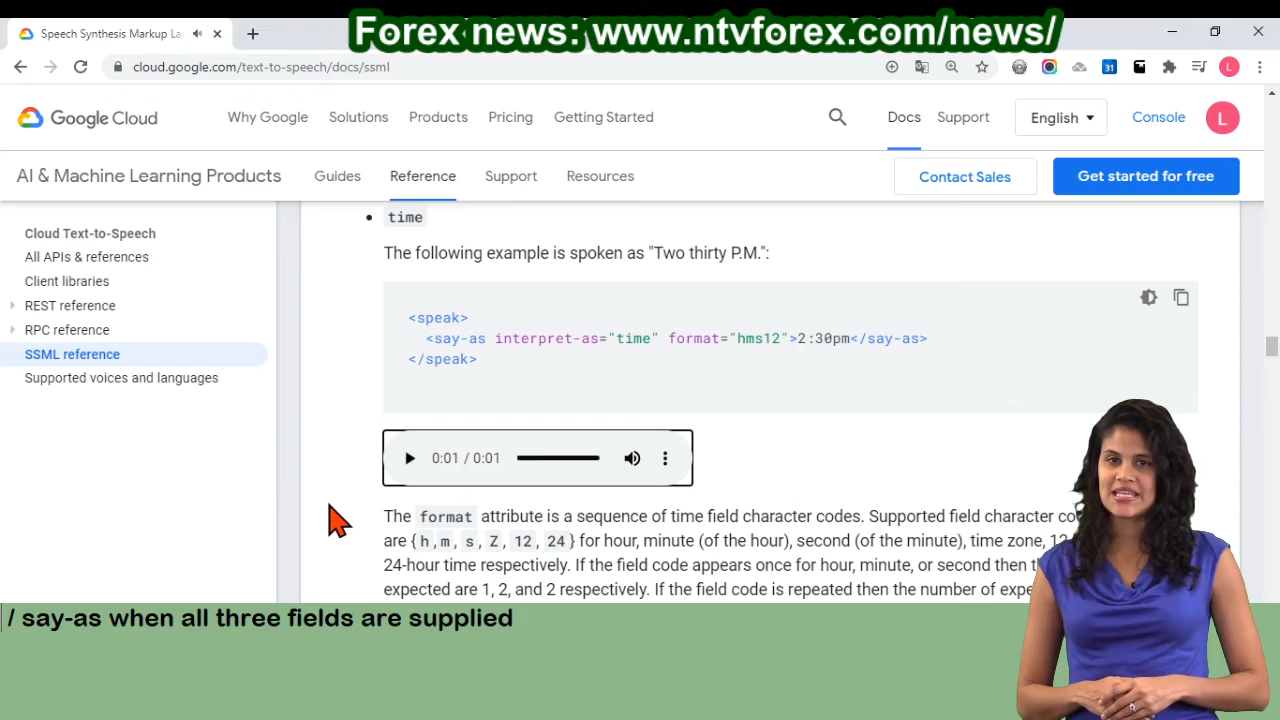 Forex news: www.ntvforex.com/news/
Speech Synthesis Markup La
cloud.google.com/text-to-speech/docs/ssml
31
L
Google Cloud
Why Google
Solutions
Products
Pricing
Getting Started
Docs
Support
English
Console
L
AI & Machine Learning Products
Guides
Reference
Support
Resources
Contact Sales
Get started for free
Cloud Text-to-Speech
All APIs & references
Client libraries
REST reference
RPC reference
SSML reference
Supported voices and languages
time
The following example is spoken as "Two thirty P.M.":
<speak>
<say-as interpret-as="time" format="hms12">2:30pm</say-as>
</speak>
0:01 / 0:01
The format attribute is a sequence of time field character codes. Supported field character co
are {h, m, s, Z, 12, 24} for hour, minute (of the hour), second (of the minute), time zone, 12
24-hour time respectively. If the field code appears once for hour, minute, or second then th
expected are 1, 2, and 2 respectively. If the field code is repeated then the number of expe
/ say-as when all three fields are supplied